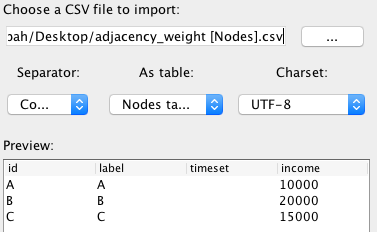 Choose a CSV file to import:
bah/Desktop/adjacency_weight [Nodes].csv ...
Separator: As table: Charset:
Co... Nodes ta... UTF-8
Preview:
id label timeset income
A A 10000
B B 20000
C C 15000